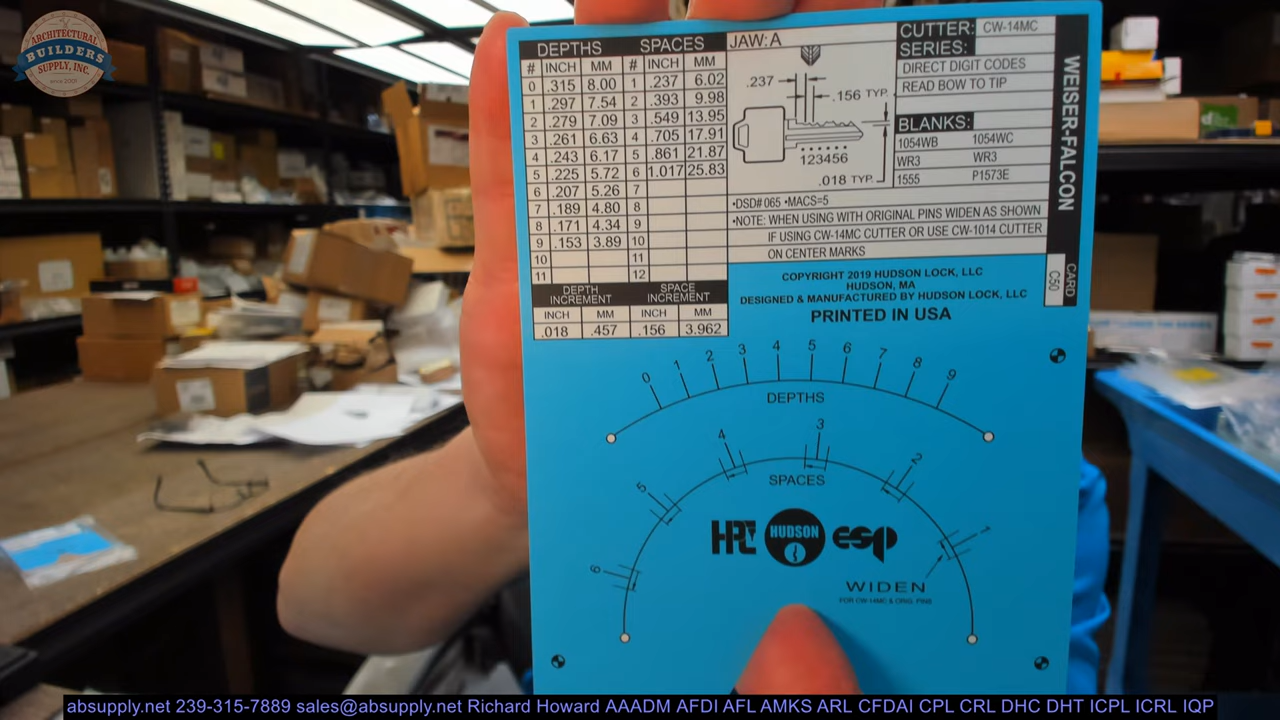 ARCHITECTURAL
BUILDERS
SUPPLY, INC.
since 2001
DEPTHS SPACES
# INCH MM # INCH MM
0 .315 8.00 1 .237 6.02
1 .297 7.54 2 .393 9.98
2 .279 7.09 3 .549 13.95
3 .261 6.63 4 .705 17.91
4 .243 6.17 5 .861 21.87
5 .225 5.72 6 1.017 25.83
6 .207 5.26 7
7 .189 4.80 8
8 .171 4.34 9
9 .153 3.89 10
10 11
11 12
DEPTH INCREMENT SPACE INCREMENT
INCH MM INCH MM
.018 .457 .156 3.962
JAW: A
.237
.156 TYP.
123456
.018 TYP.
CUTTER: CW-14MC
SERIES:
DIRECT DIGIT CODES
READ BOW TO TIP
BLANKS:
1054WB 1054WC
WR3 WR3
1555 P1573E
WEISER-FALCON
CARD
C50
•DSD# 065 •MACS=5
•NOTE: WHEN USING WITH ORIGINAL PINS WIDEN AS SHOWN
IF USING CW-14MC CUTTER OR USE CW-1014 CUTTER
ON CENTER MARKS
COPYRIGHT 2019 HUDSON LOCK, LLC
HUDSON, MA
DESIGNED & MANUFACTURED BY HUDSON LOCK, LLC
PRINTED IN USA
0 1 2 3 4 5 6 7 8 9
DEPTHS
6 5 4 3 2 1
SPACES
HPC HUDSON esp
WIDEN
FOR CW-14MC & ORIG. PINS
absupply.net 239-315-7889 sales@absupply.net Richard Howard AAADM AFDI AFL AMKS ARL CFDAI CPL CRL DHC DHT ICPL ICRL IQP